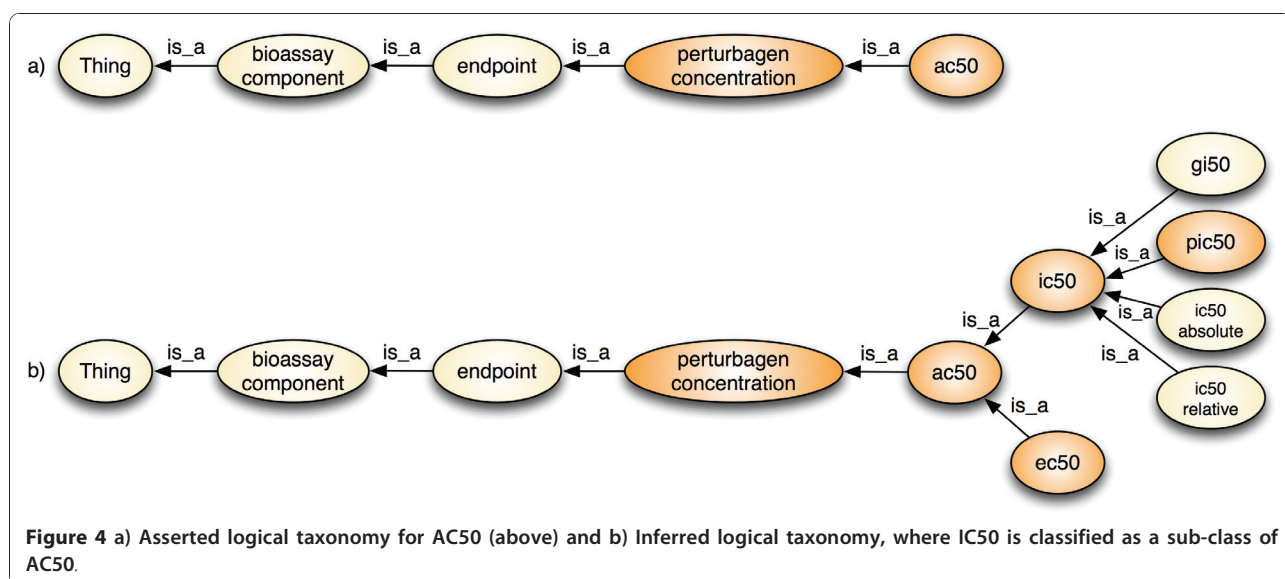 a)
Thing
is_a
bioassay
component
is_a
endpoint
is_a
perturbagen
concentration
is_a
ac50
gi50
is_a
pic50
is_a
ic50
ic50
absolute
is_a
is_a
is_a
ic50
relative
b)
Thing
is_a
bioassay
component
is_a
endpoint
is_a
perturbagen
concentration
is_a
ac50
is_a
ec50
Figure 4 a) Asserted logical taxonomy for AC50 (above) and b) Inferred logical taxonomy, where IC50 is classified as a sub-class of
AC50.